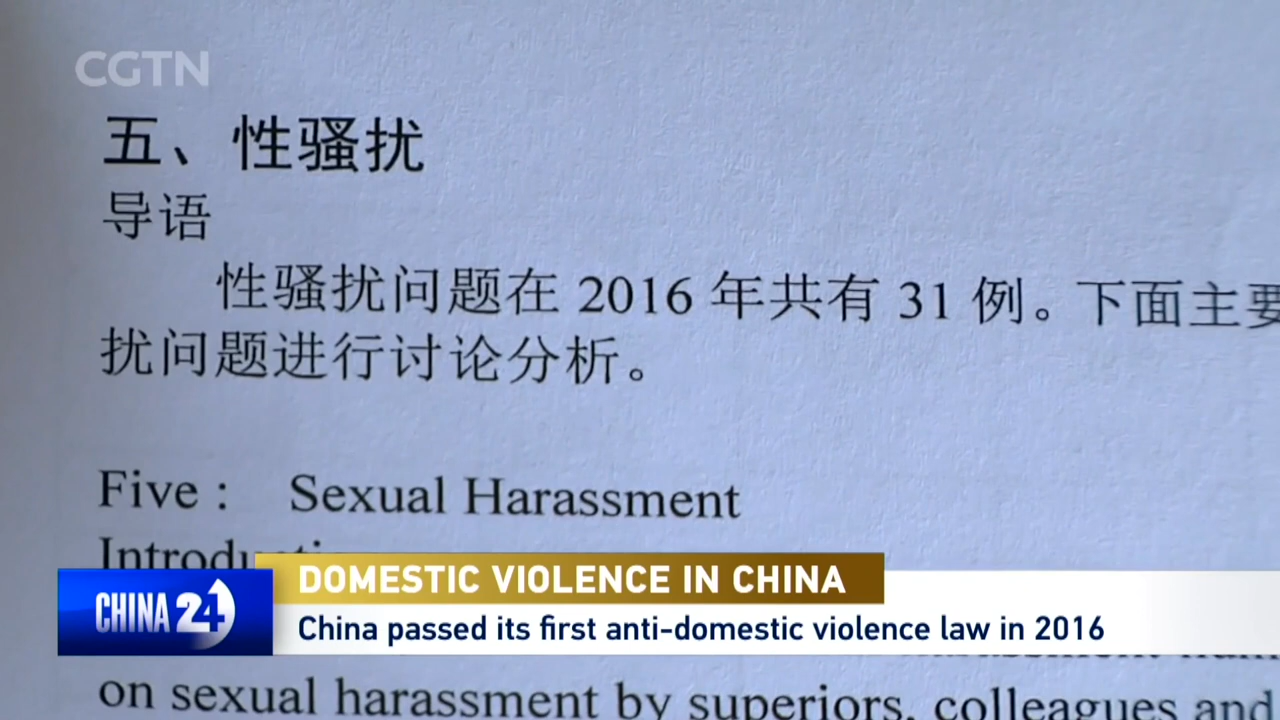 CGTN
五、性骚扰
导语
性骚扰问题在 2016 年共有 31 例。下面主要
扰问题进行讨论分析。
Five : Sexual Harassment
DOMESTIC VIOLENCE IN CHINA
CHINA 24
China passed its first anti-domestic violence law in 2016
on sexual harassment by superiors, colleagues and